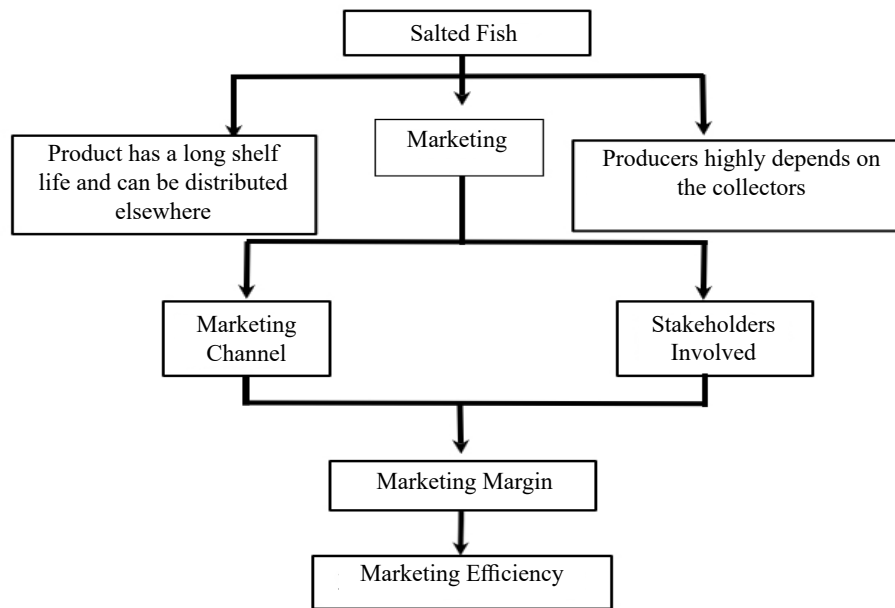 Salted Fish
Product has a long shelf
life and can be distributed
elsewhere
Marketing
Producers highly depends on
the collectors
Marketing
Channel
Stakeholders
Involved
Marketing Margin
Marketing Efficiency